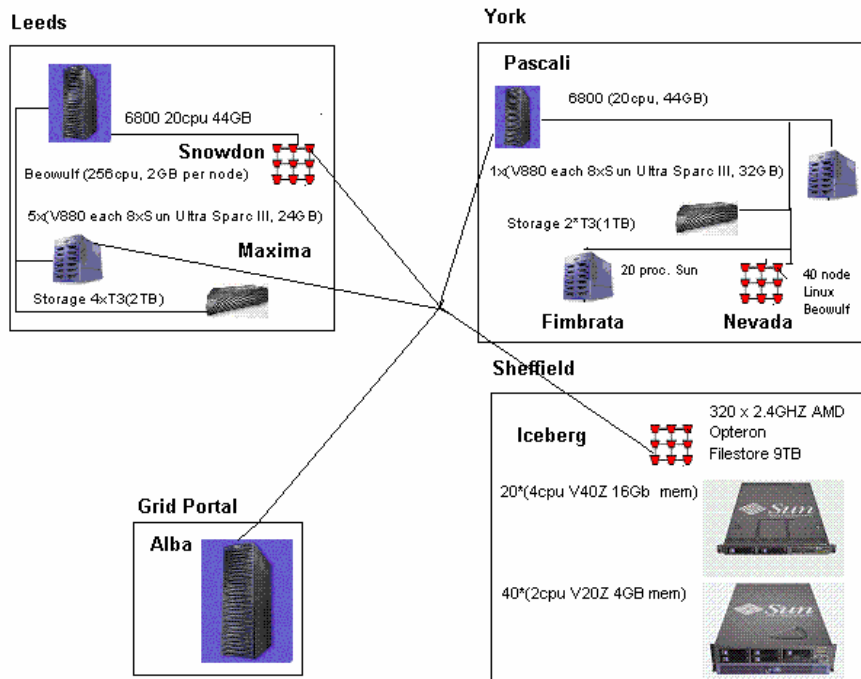 Leeds
6800 20cpu 44GB
Snowdon
Beowulf (256cpu, 2GB per node)
5x(V880 each 8xSun Ultra Sparc III, 24GB)
Maxima
Storage 4xT3(2TB)
York
Pascali
6800 (20cpu, 44GB)
1x(V880 each 8xSun Ultra Sparc III, 32GB)
Storage 2*T3(1TB)
20 proc. Sun
40 node
Linux
Beowulf
Fimbrata
Nevada
Sheffield
Iceberg
320 x 2.4GHZ AMD
Opteron
Filestore 9TB
20*(4cpu V40Z 16Gb mem)
Sun
40*(2cpu V20Z 4GB mem)
Sun
Grid Portal
Alba